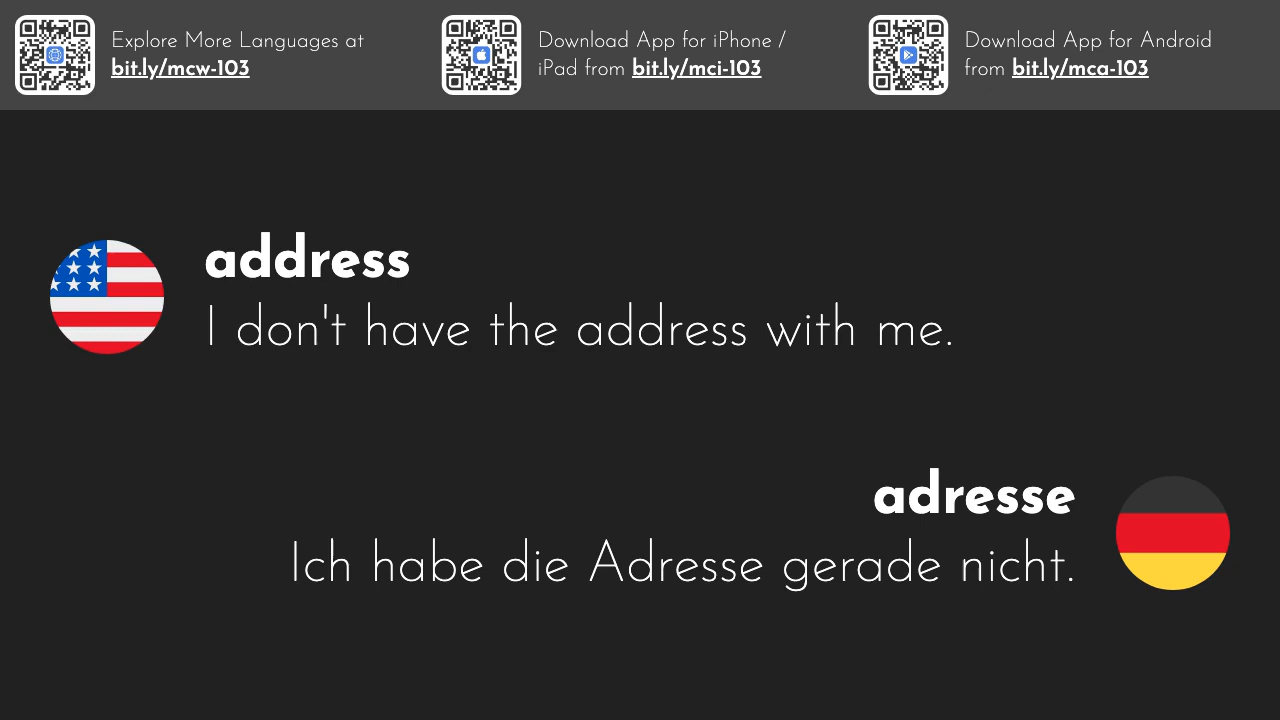 Explore More Languages at
bit.ly/mcw-103
Download App for iPhone /
iPad from bit.ly/mci-103
Download App for Android
from bit.ly/mca-103
address
I don't have the address with me.
adresse
Ich habe die Adresse gerade nicht.